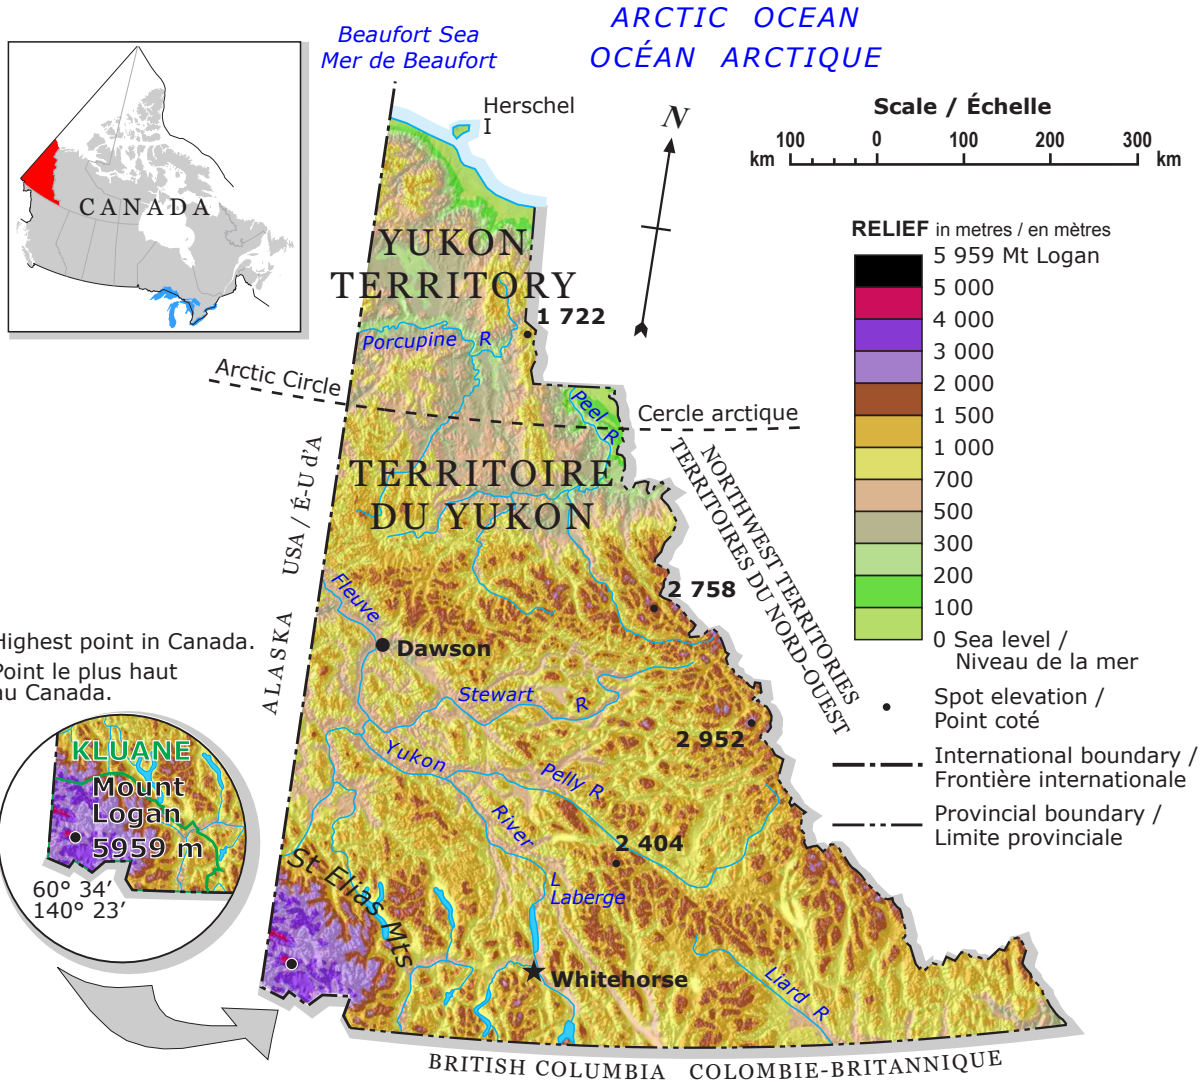 ARCTIC OCEAN
OCÉAN ARCTIQUE
Beaufort Sea
Mer de Beaufort
Herschel
I
N
Scale / Échelle
100 0 100 200 300
km km
CANADA
YUKON
TERRITORY
1 722
Porcupine R
Arctic Circle
Cercle arctique
Peel R
TERRITOIRE
DU YUKON
NORTHWEST TERRITORIES
TERRITOIRES DU NORD-OUEST
ALASKA USA / É-U d'A
RELIEF in metres / en mètres
5 959 Mt Logan
5 000
4 000
3 000
2 000
1 500
1 000
700
500
300
200
100
0 Sea level /
Niveau de la mer
Spot elevation /
Point coté
International boundary /
Frontière internationale
Provincial boundary /
Limite provinciale
2 758
Fleuve
Dawson
Stewart R
2 952
Yukon
River
Pelly R
2 404
L
Laberge
St Elias Mts
Whitehorse
Liard R
Highest point in Canada.
Point le plus haut
au Canada.
KLUANE
Mount
Logan
5959 m
60° 34′
140° 23′
BRITISH COLUMBIA COLOMBIE-BRITANNIQUE